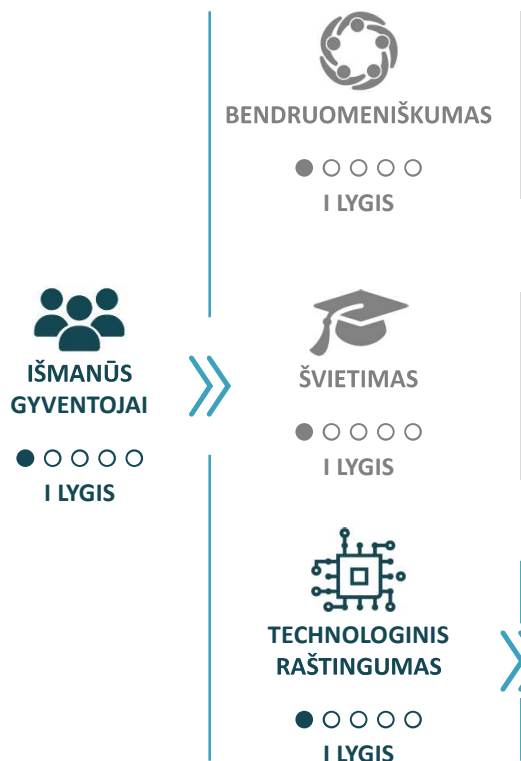 BENDRUOMENIŠKUMAS
I LYGIS
IŠMANŪS
GYVENTOJAI
I LYGIS
ŠVIETIMAS
I LYGIS
TECHNOLOGINIS
RAŠTINGUMAS
I LYGIS